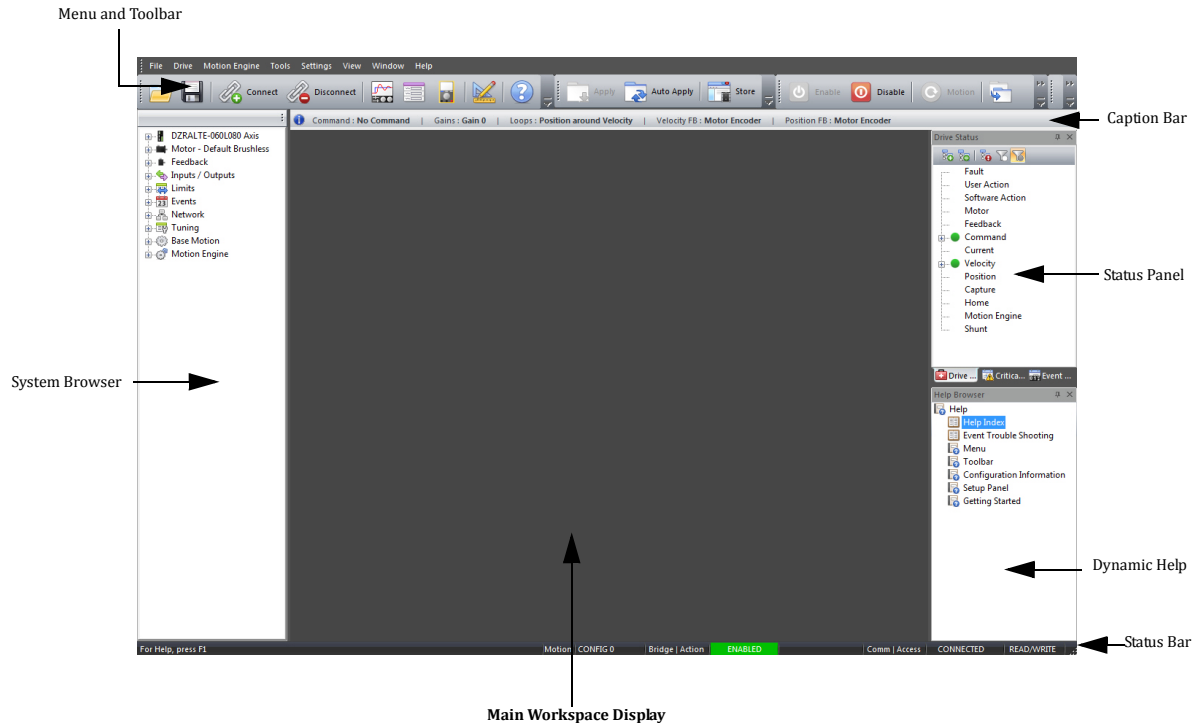 Menu and Toolbar
File Drive Motion Engine Tools Settings View Window Help
Connect Disconnect Apply Auto Apply Store Enable Disable Motion
Command : No Command | Gains : Gain 0 | Loops : Position around Velocity | Velocity FB : Motor Encoder | Position FB : Motor Encoder
Caption Bar
DZRALTE-060L080 Axis
Motor - Default Brushless
Feedback
Inputs / Outputs
Limits
Events
Network
Tuning
Base Motion
Motion Engine
System Browser
Drive Status
Fault
User Action
Software Action
Motor
Feedback
Command
Current
Velocity
Position
Capture
Home
Motion Engine
Shunt
Status Panel
Drive ... Critica... Event ...
Help Browser
Help
Help Index
Event Trouble Shooting
Menu
Toolbar
Configuration Information
Setup Panel
Getting Started
Dynamic Help
For Help, press F1 Motion CONFIG 0 Bridge | Action ENABLED Comm | Access CONNECTED READ/WRITE
Status Bar
Main Workspace Display